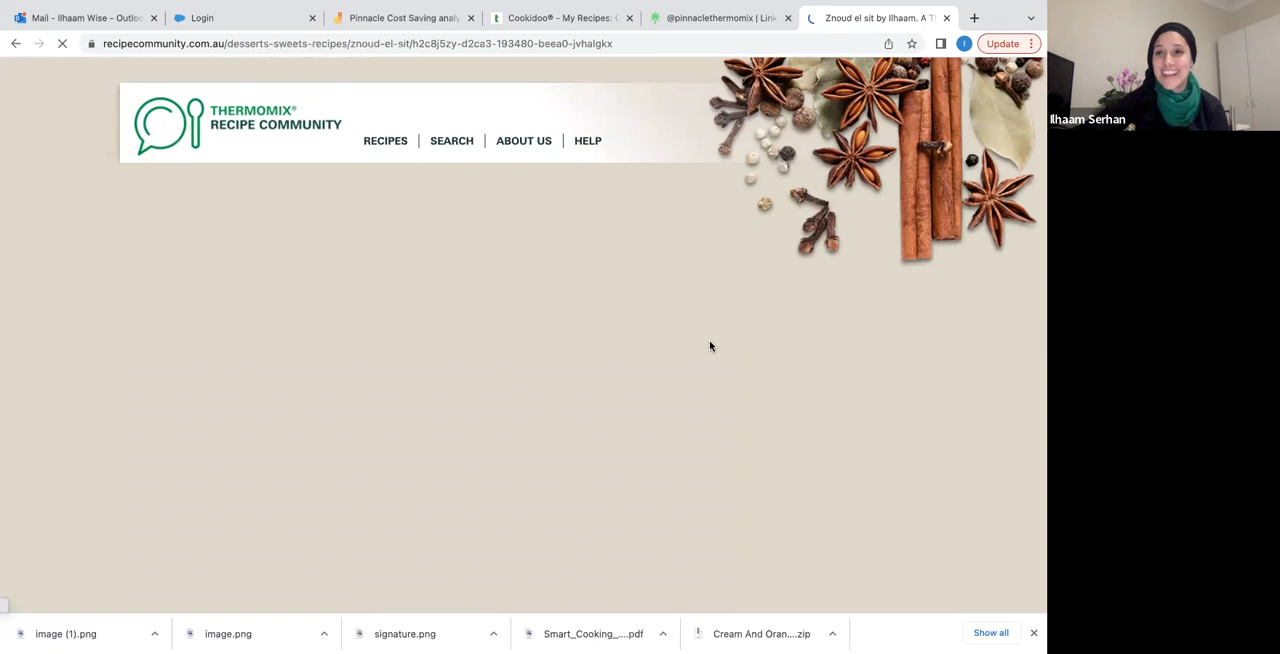 Mail - Ilhaam Wise - Outloo
Login
Pinnacle Cost Saving analy
Cookidoo® - My Recipes: C
@pinnaclethermomix | Link
Znoud el sit by Ilhaam. A T
recipecommunity.com.au/desserts-sweets-recipes/znoud-el-sit/h2c8j5zy-d2ca3-193480-beea0-jvhalgkx
I
Update
THERMOMIX®
RECIPE COMMUNITY
RECIPES
SEARCH
ABOUT US
HELP
Ilhaam Serhan
image (1).png
image.png
signature.png
Smart_Cooking_....pdf
Cream And Oran....zip
Show all